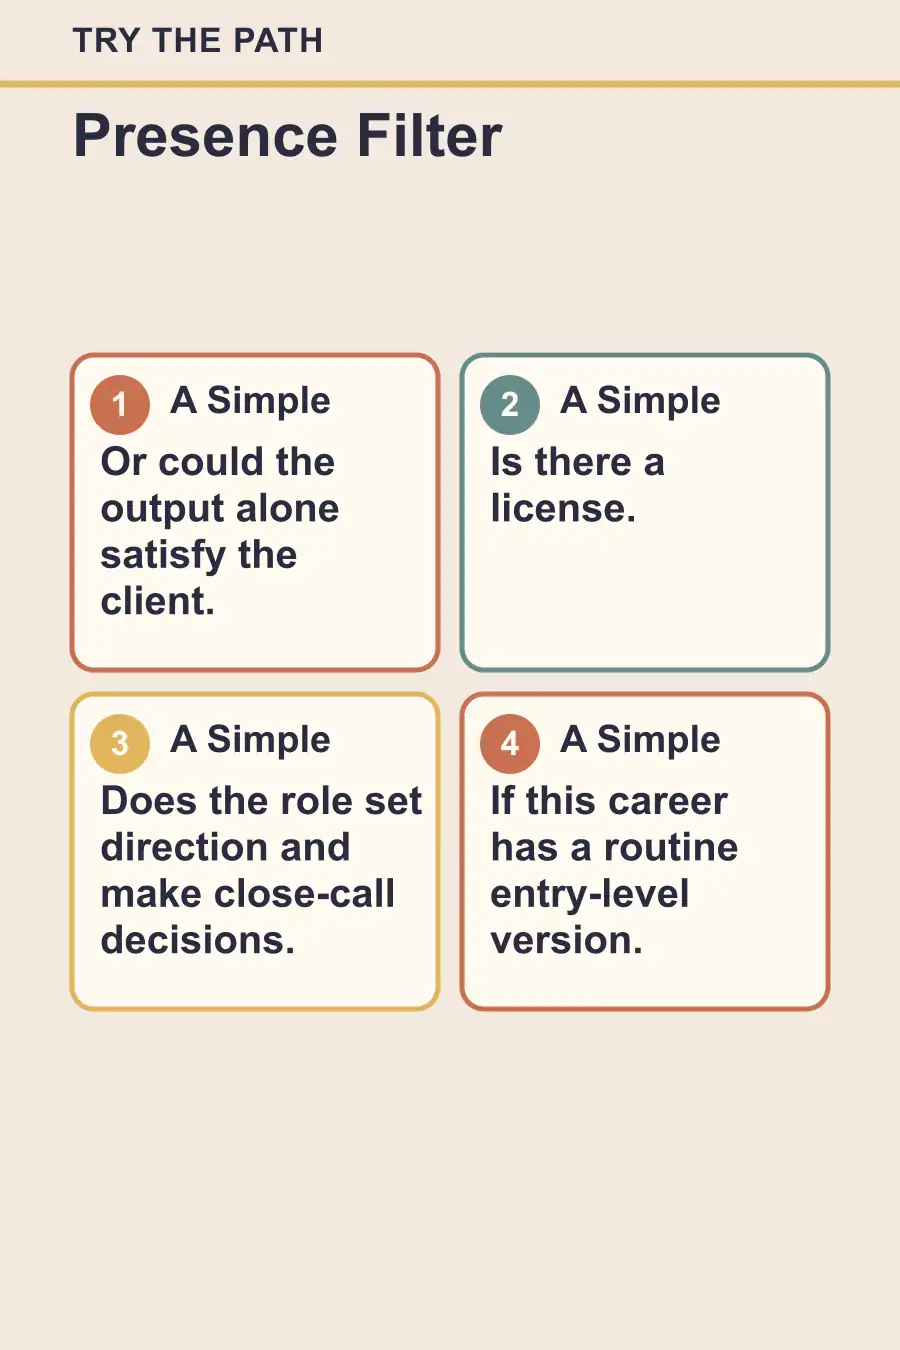 TRY THE PATH
Presence Filter
1 A Simple
Or could the
output alone
satisfy the
client.
2 A Simple
Is there a
license.
3 A Simple
Does the role set
direction and
make close-call
decisions.
4 A Simple
If this career
has a routine
entry-level
version.